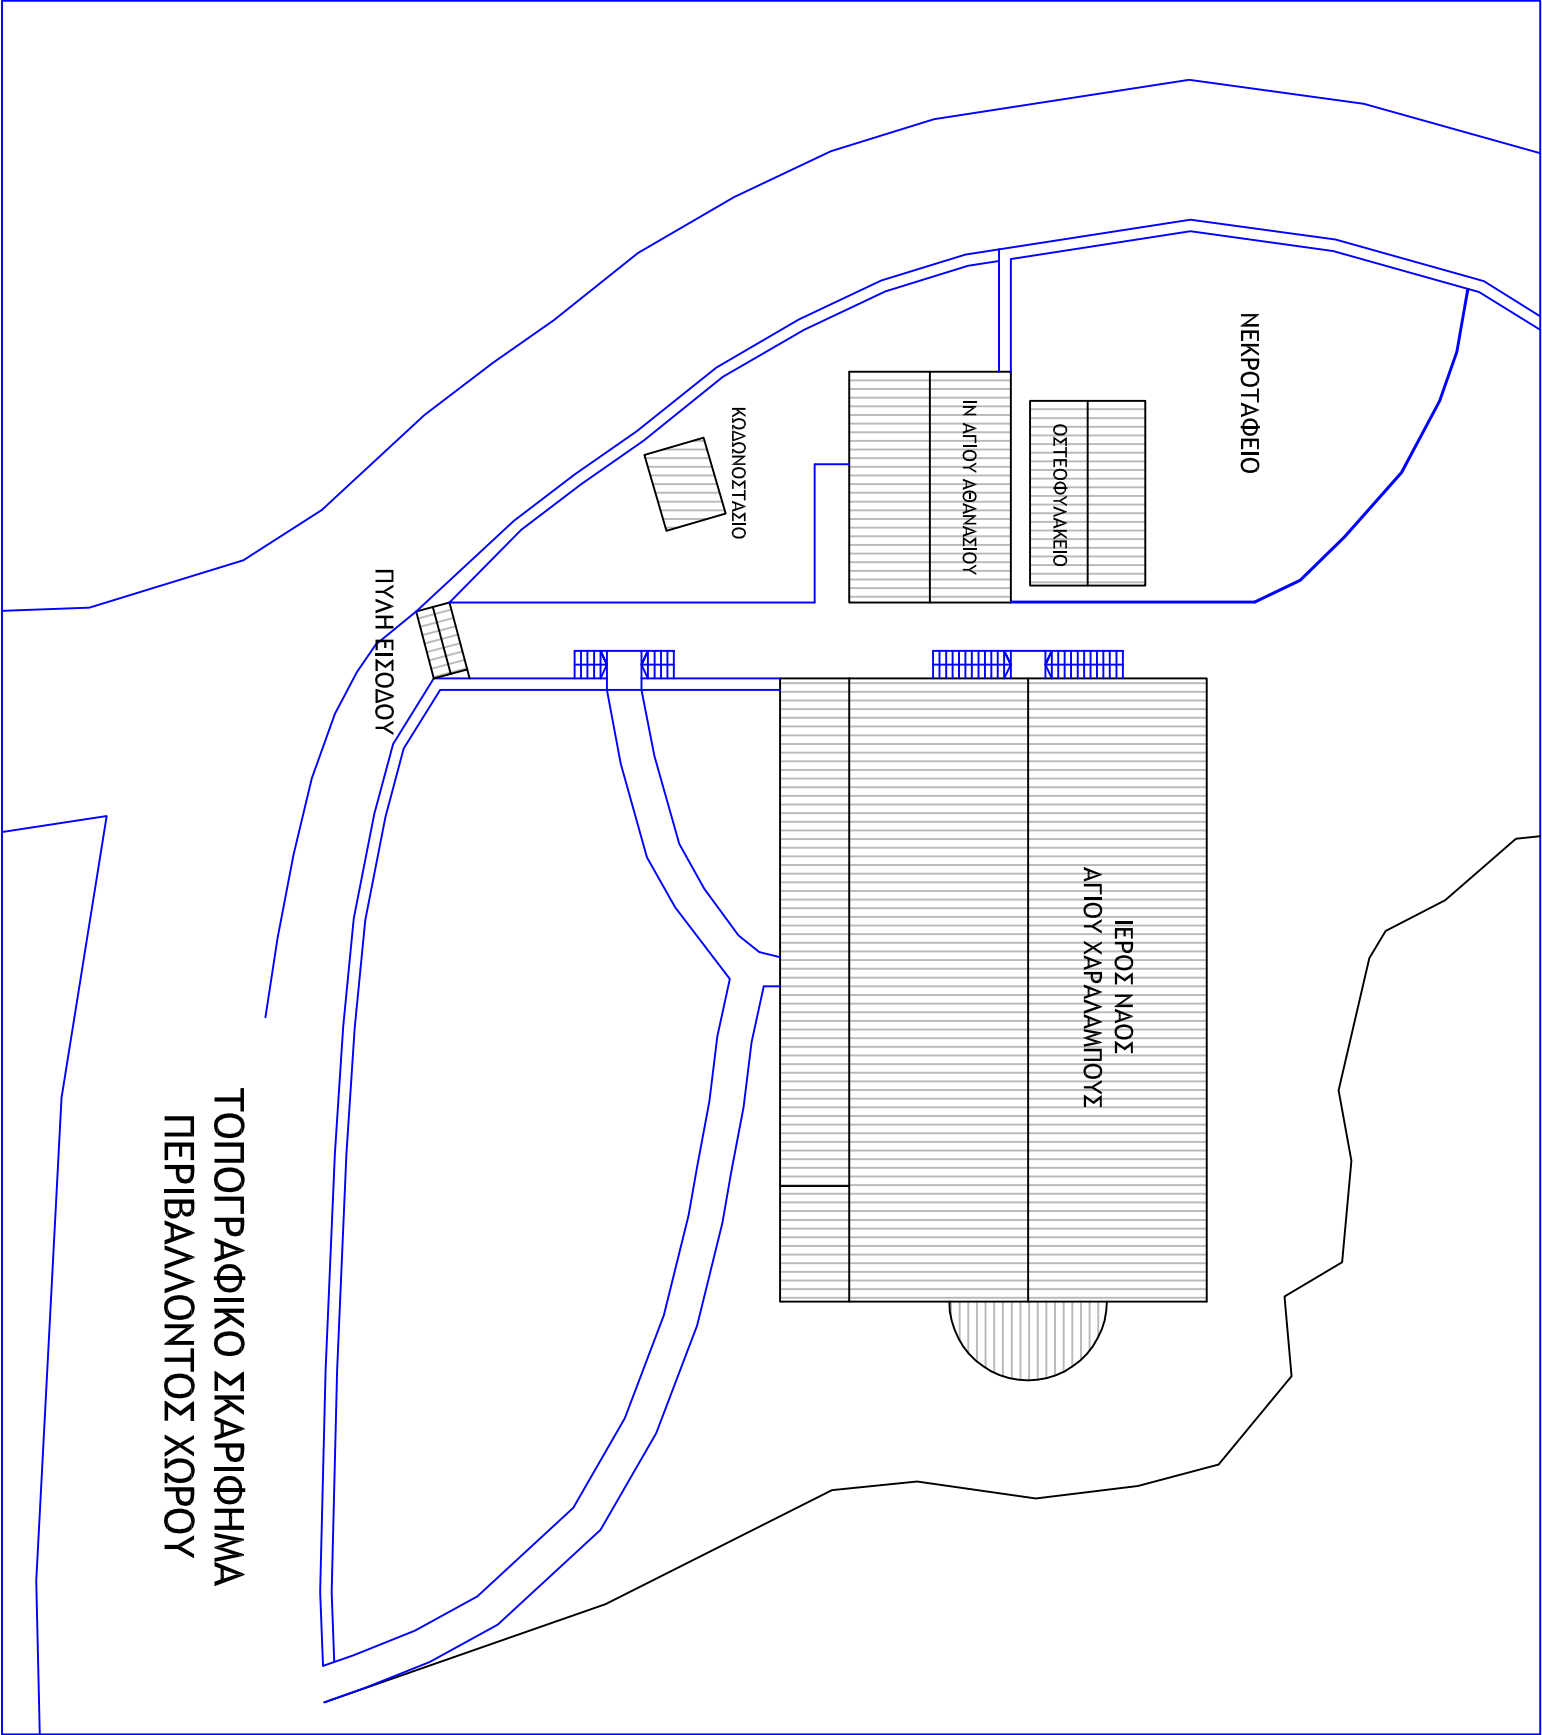 ΤΟΠΟΓΡΑΦΙΚΟ ΣΚΑΡΙΦΗΜΑ
ΠΕΡΙΒΑΛΛΟΝΤΟΣ ΧΩΡΟΥ
ΝΕΚΡΟΤΑΦΕΙΟ
ΟΣΤΕΟΦΥΛΑΚΕΙΟ
ΙΝ ΑΓΙΟΥ ΑΘΑΝΑΣΙΟΥ
ΚΩΔΩΝΟΣΤΑΣΙΟ
ΠΥΛΗ ΕΙΣΟΔΟΥ
ΙΕΡΟΣ ΝΑΟΣ
ΑΓΙΟΥ ΧΑΡΑΛΑΜΠΟΥΣ